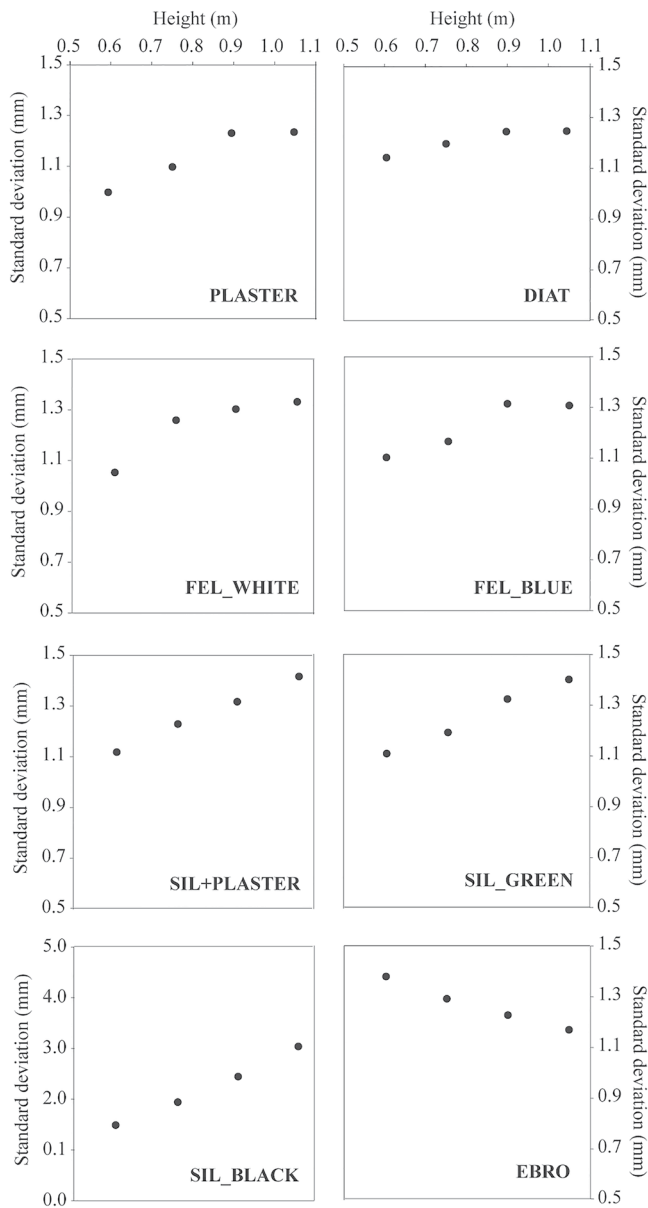 Height (m)
Height (m)
0.5 0.6 0.7 0.8 0.9 1.0 1.1
0.5 0.6 0.7 0.8 0.9 1.0 1.1
Standard deviation (mm)
1.5
1.3
1.1
0.9
0.7
0.5
PLASTER
DIAT
1.5
1.3
1.1
0.9
0.7
0.5
Standard deviation (mm)
Standard deviation (mm)
1.5
1.3
1.1
0.9
0.7
0.5
FEL_WHITE
FEL_BLUE
1.5
1.3
1.1
0.9
0.7
0.5
Standard deviation (mm)
Standard deviation (mm)
1.5
1.3
1.1
0.9
0.7
0.5
SIL+PLASTER
SIL_GREEN
1.5
1.3
1.1
0.9
0.7
0.5
Standard deviation (mm)
Standard deviation (mm)
5.0
4.0
3.0
2.0
0.1
0.0
SIL_BLACK
EBRO
1.5
1.3
1.1
0.9
0.7
0.5
Standard deviation (mm)